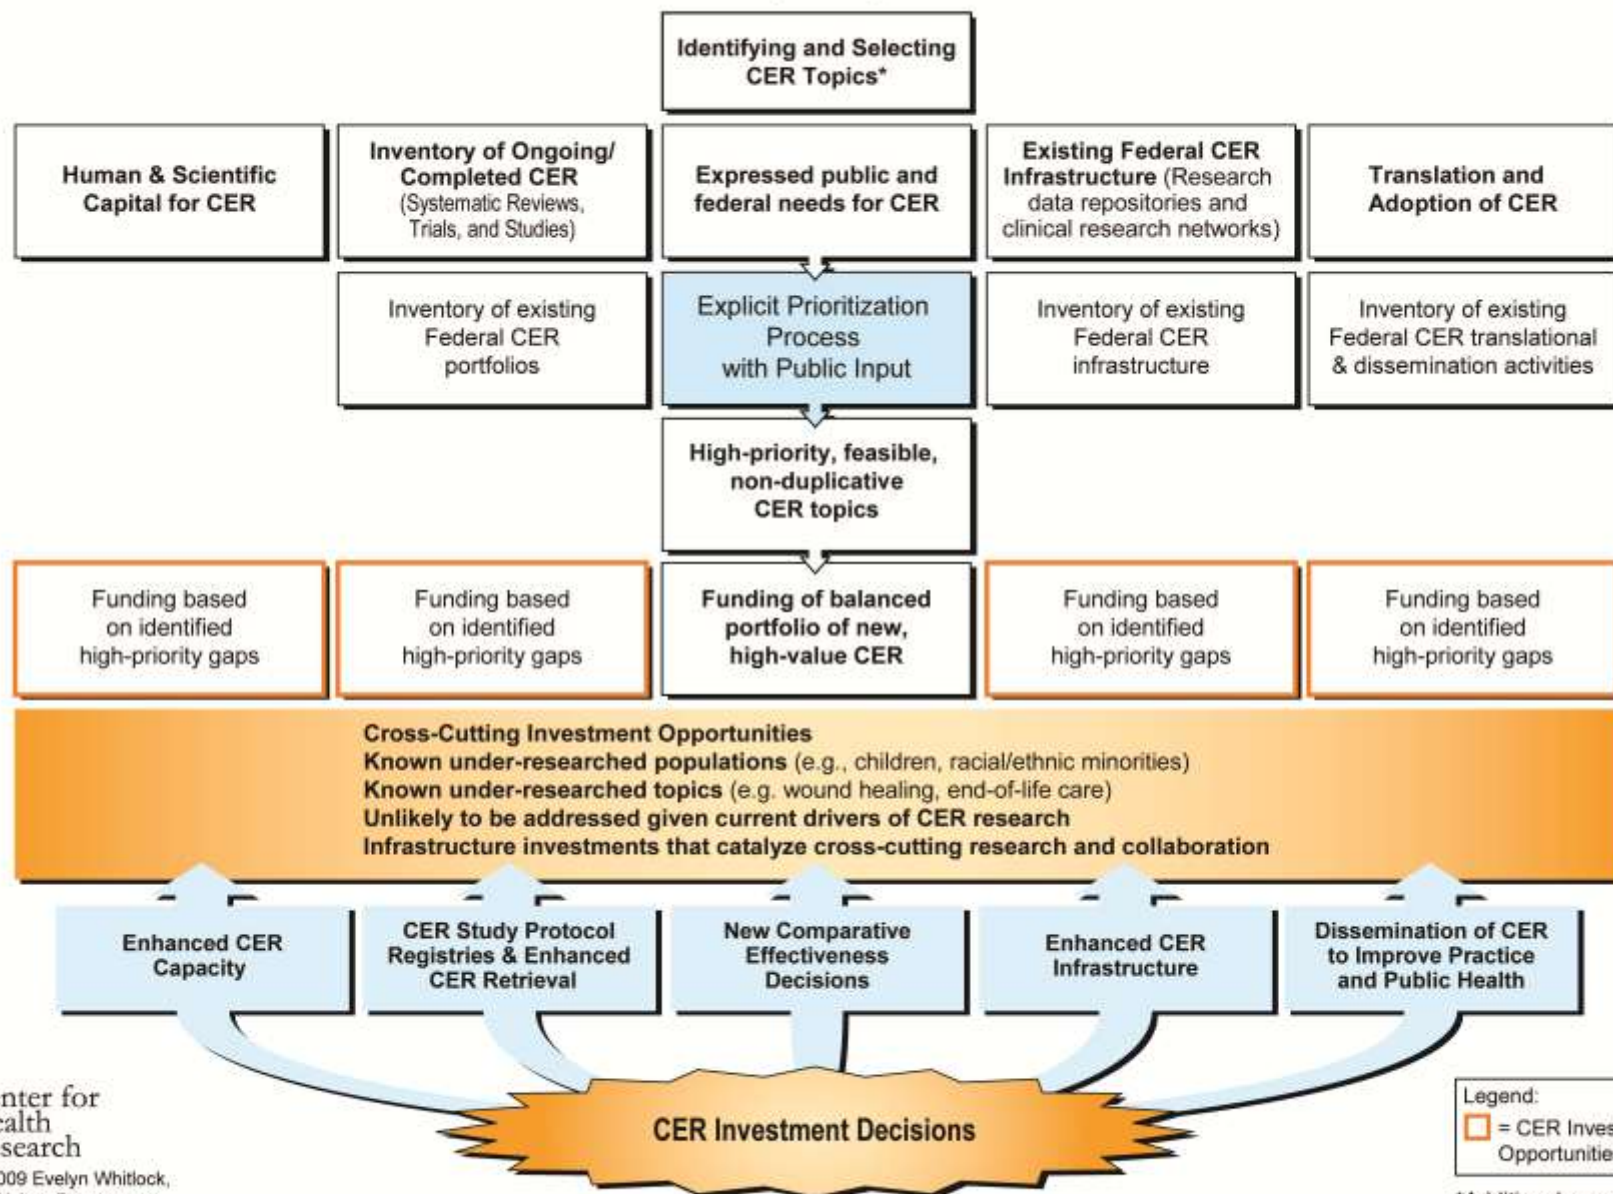 Identifying and Selecting
CER Topics*
Human & Scientific
Capital for CER
Inventory of Ongoing/
Completed CER
(Systematic Reviews,
Trials, and Studies)
Expressed public and
federal needs for CER
Existing Federal CER
Infrastructure (Research
data repositories and
clinical research networks)
Translation and
Adoption of CER
Inventory of existing
Federal CER
portfolios
Explicit Prioritization
Process
with Public Input
Inventory of existing
Federal CER
infrastructure
Inventory of existing
Federal CER translational
& dissemination activities
High-priority, feasible,
non-duplicative
CER topics
Funding based
on identified
high-priority gaps
Funding based
on identified
high-priority gaps
Funding of balanced
portfolio of new,
high-value CER
Funding based
on identified
high-priority gaps
Funding based
on identified
high-priority gaps
Cross-Cutting Investment Opportunities
Known under-researched populations (e.g., children, racial/ethnic minorities)
Known under-researched topics (e.g. wound healing, end-of-life care)
Unlikely to be addressed given current drivers of CER research
Infrastructure investments that catalyze cross-cutting research and collaboration
Enhanced CER
Capacity
CER Study Protocol
Registries & Enhanced
CER Retrieval
New Comparative
Effectiveness
Decisions
Enhanced CER
Infrastructure
Dissemination of CER
to Improve Practice
and Public Health
CER Investment Decisions
nter for
ealth
search
009 Evelyn Whitlock,
Legend:
= CER Inves
Opportunitie